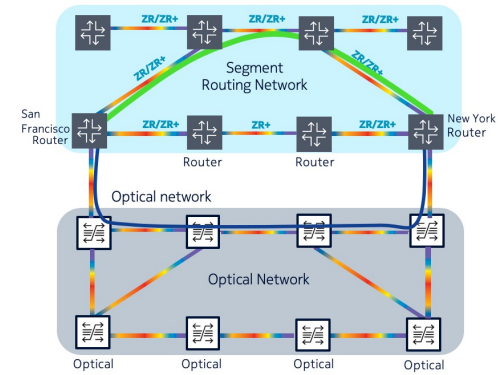 ZR/ZR+
ZR/ZR+
ZR/ZR+
ZR/ZR+
ZR/ZR+
Segment
Routing Network
San
Francisco
Router
ZR/ZR+
ZR+
ZR/ZR+
New York
Router
Router
Router
Optical network
Optical Network
Optical
Optical
Optical
Optical